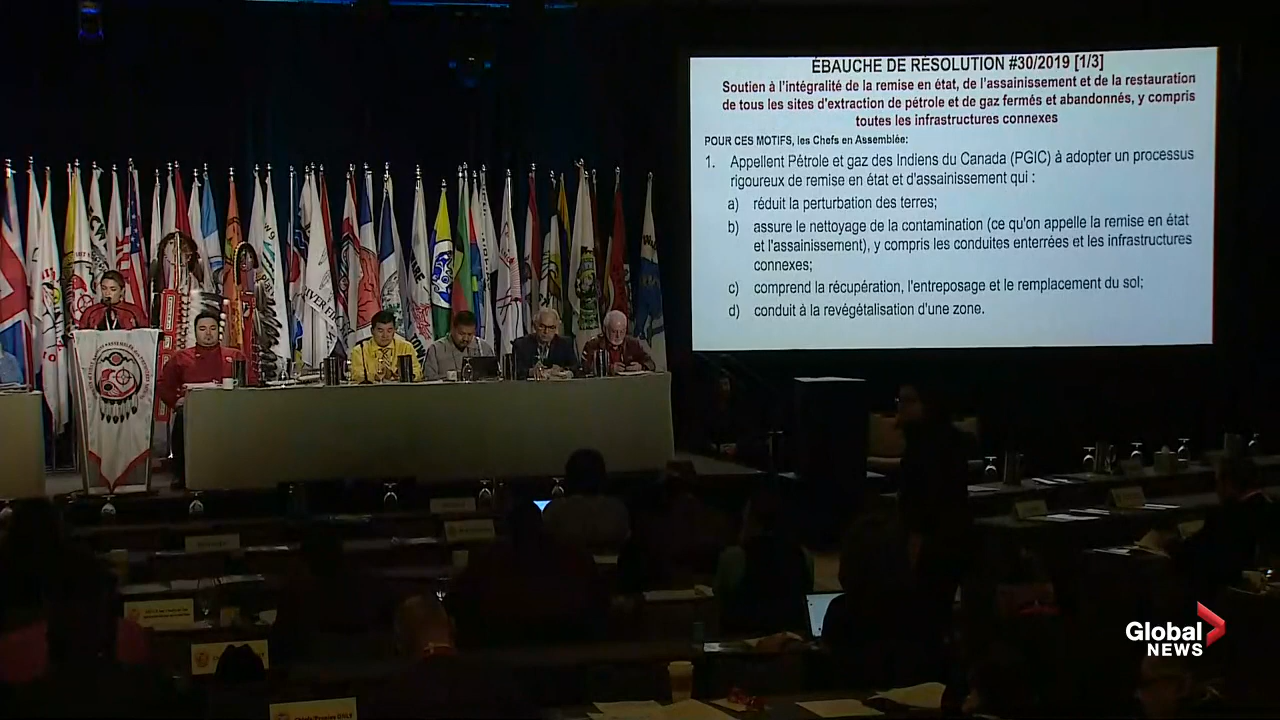 ÉBAUCHE DE RÉSOLUTION #30/2019 [1/3]
Soutien à l'intégralité de la remise en état, de l'assainissement et de la restauration
de tous les sites d'extraction de pétrole et de gaz fermés et abandonnés, y compris
toutes les infrastructures connexes
POUR CES MOTIFS, les Chefs en Assemblée:
1. Appellent Pétrole et gaz des Indiens du Canada (PGIC) à adopter un processus
rigoureux de remise en état et d'assainissement qui :
a) réduit la perturbation des terres;
b) assure le nettoyage de la contamination (ce qu'on appelle la remise en état
et l'assainissement), y compris les conduites enterrées et les infrastructures
connexes;
c) comprend la récupération, l'entreposage et le remplacement du sol;
d) conduit à la revégétalisation d'une zone.
Global
NEWS